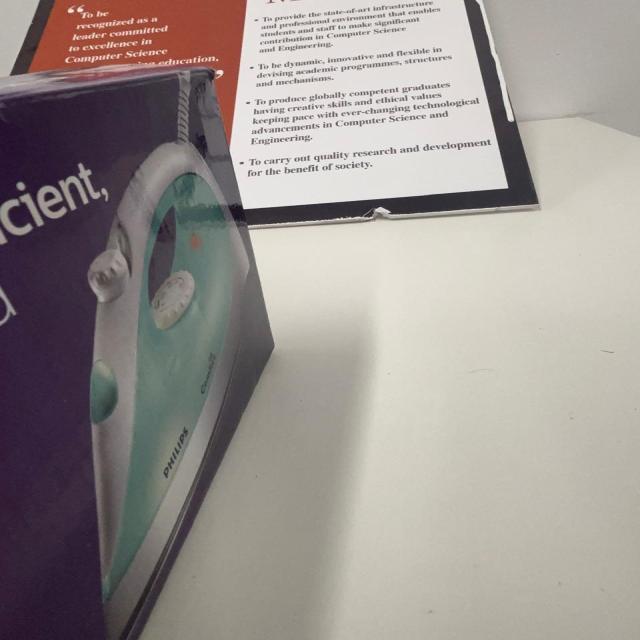 “To be
recognized as a
leader committed
to excellence in
Computer Science
education,
”
• To provide the state-of-art infrastructure
and professional environment that enables
students and staff to make significant
contribution in Computer Science
and Engineering.
• To be dynamic, innovative and flexible in
devising academic programmes, structures
and mechanisms.
• To produce globally competent graduates
having creative skills and ethical values
keeping pace with ever-changing technological
advancements in Computer Science and
Engineering.
• To carry out quality research and development
for the benefit of society.
icient,
PHILIPS